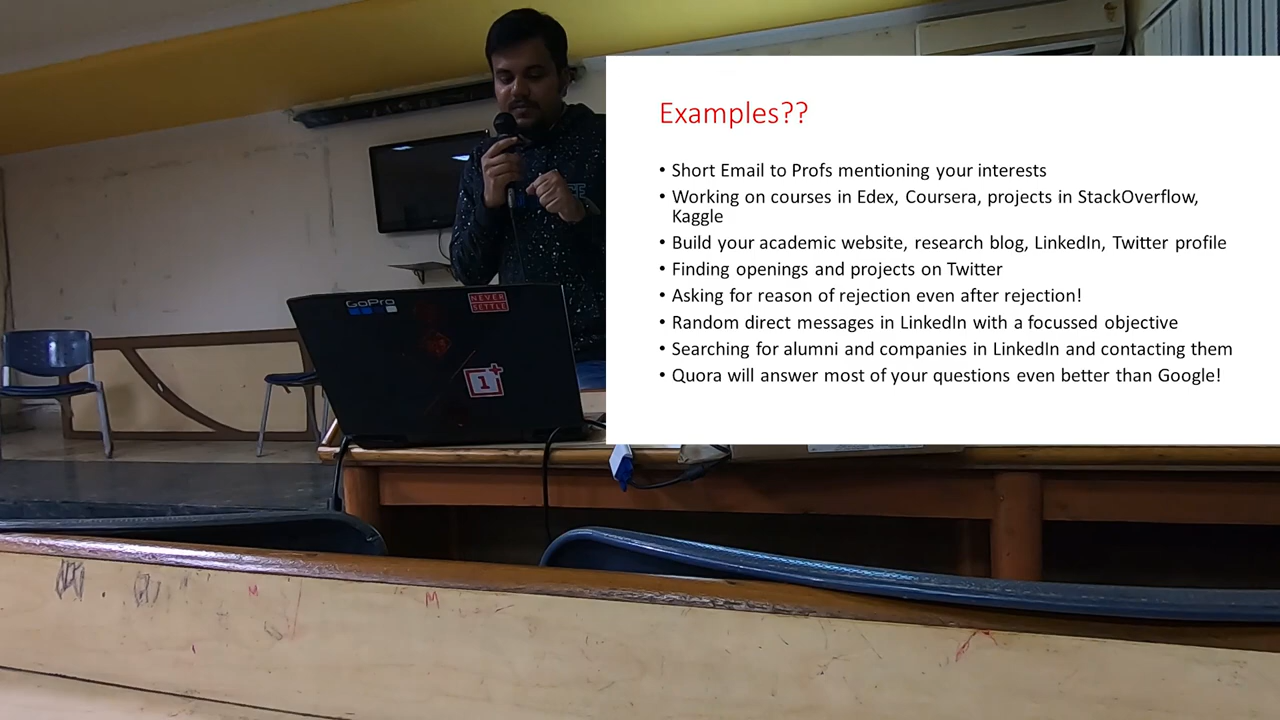 Examples??
• Short Email to Profs mentioning your interests
• Working on courses in Edex, Coursera, projects in StackOverflow,
Kaggle
• Build your academic website, research blog, LinkedIn, Twitter profile
• Finding openings and projects on Twitter
• Asking for reason of rejection even after rejection!
• Random direct messages in LinkedIn with a focussed objective
• Searching for alumni and companies in LinkedIn and contacting them
• Quora will answer most of your questions even better than Google!
GoPro
NEVER
SETTLE
1+
M
M